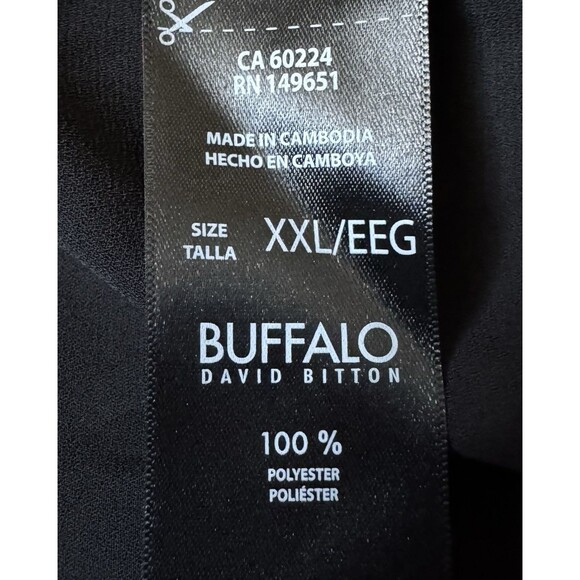 CA 60224
RN 149651
MADE IN CAMBODIA
HECHO EN CAMBOYA
SIZE
TALLA
XXL/EEG
BUFFALO
DAVID BITTON
100 %
POLYESTER
POLIÉSTER